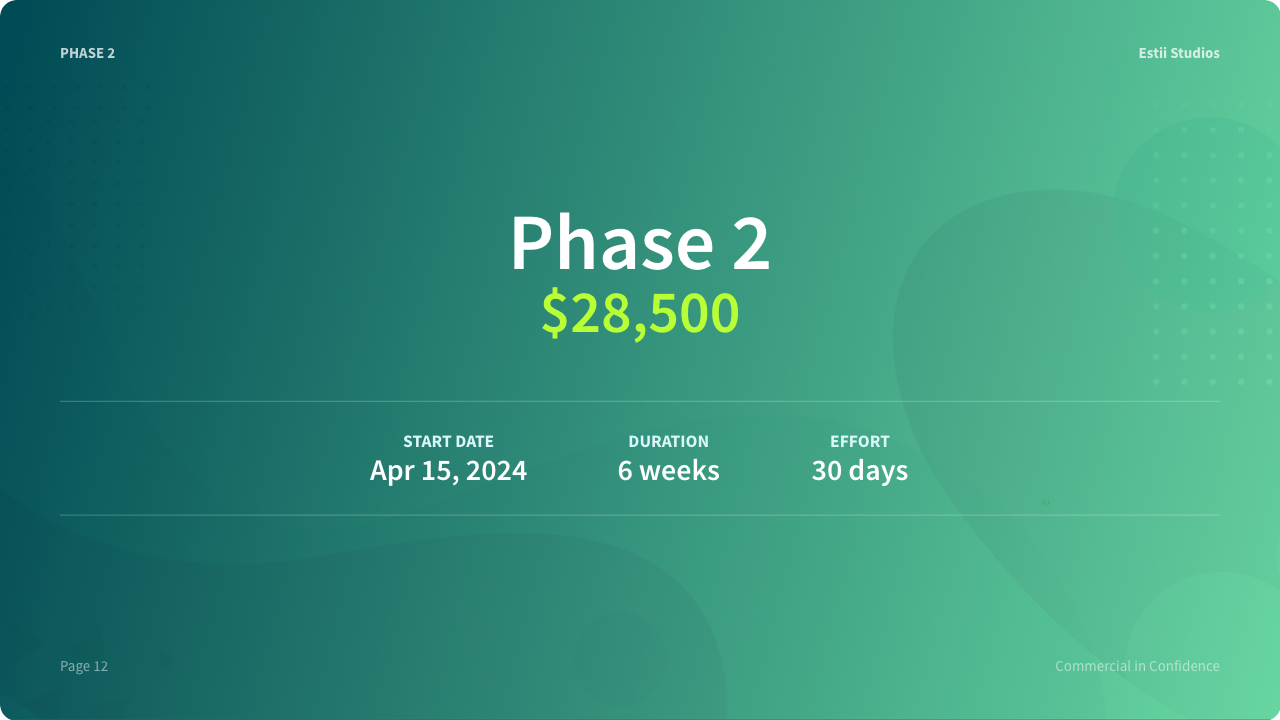 PHASE 2
Estii Studios
Phase 2
$28,500
START DATE
DURATION
EFFORT
Apr 15, 2024
6 weeks
30 days
Page 12
Commercial in Confidence